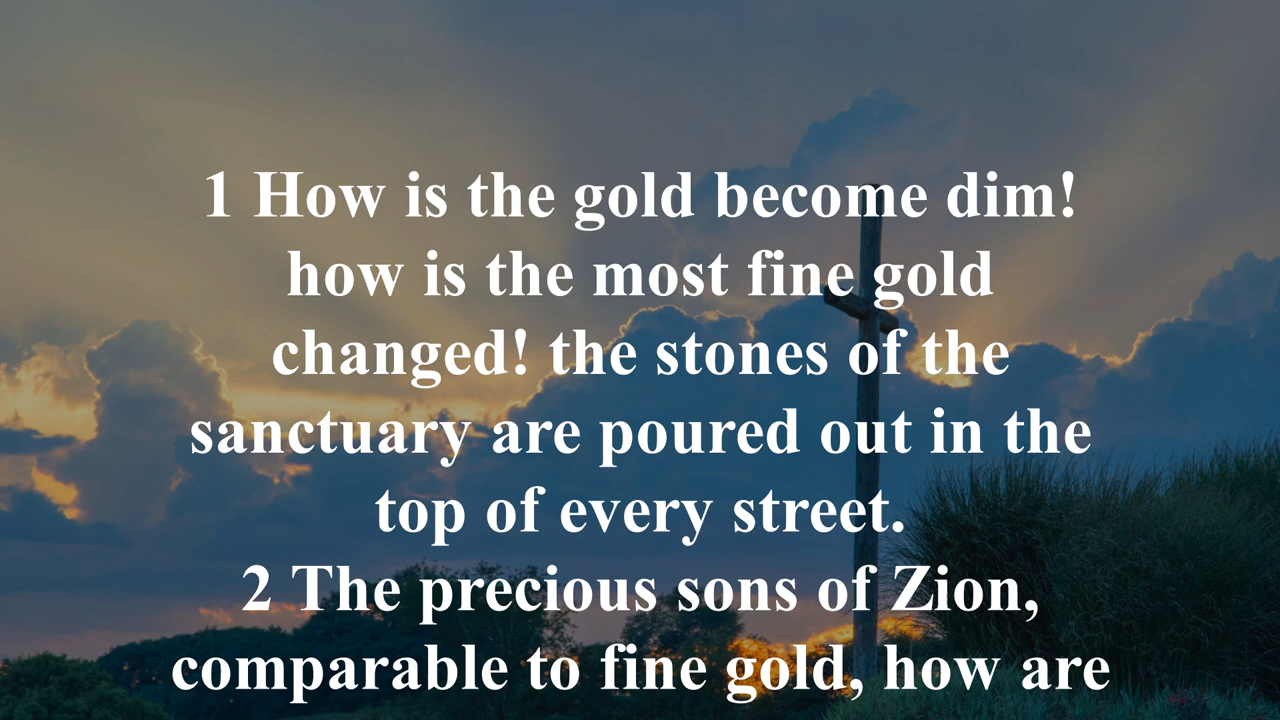 1 How is the gold become dim!
how is the most fine gold
changed! the stones of the
sanctuary are poured out in the
top of every street.
2 The precious sons of Zion,
comparable to fine gold, how are